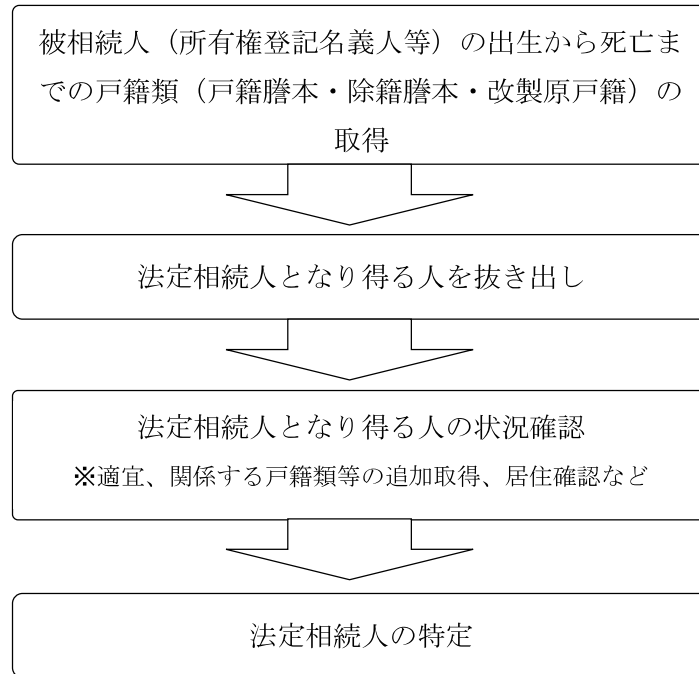 被相続人（所有権登記名義人等）の出生から死亡ま
での戸籍類（戸籍謄本・除籍謄本・改製原戸籍）の
取得
法定相続人となり得る人を抜き出し
法定相続人となり得る人の状況確認
※適宜、関係する戸籍類等の追加取得、居住確認など
法定相続人の特定